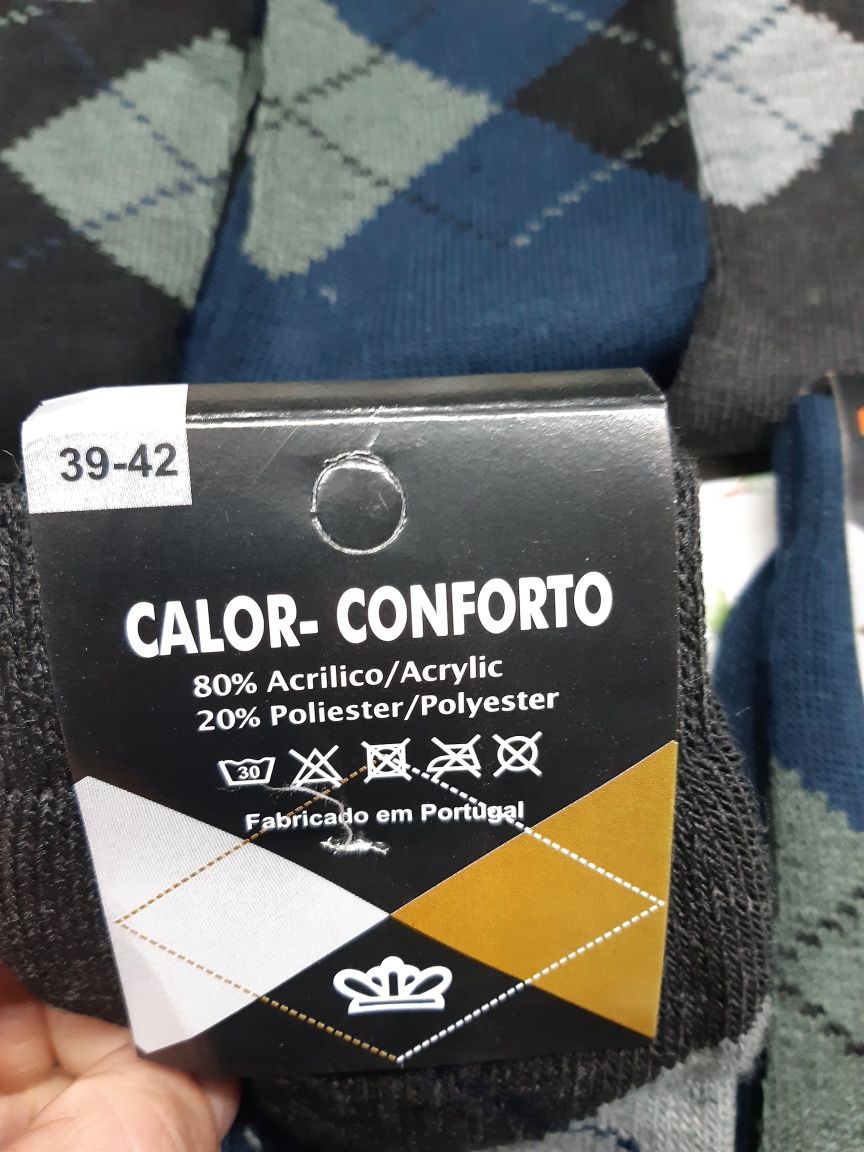 39-42
CALOR- CONFORTO
80% Acrilico/Acrylic
20% Poliester/Polyester
30
Fabricado em Portugal